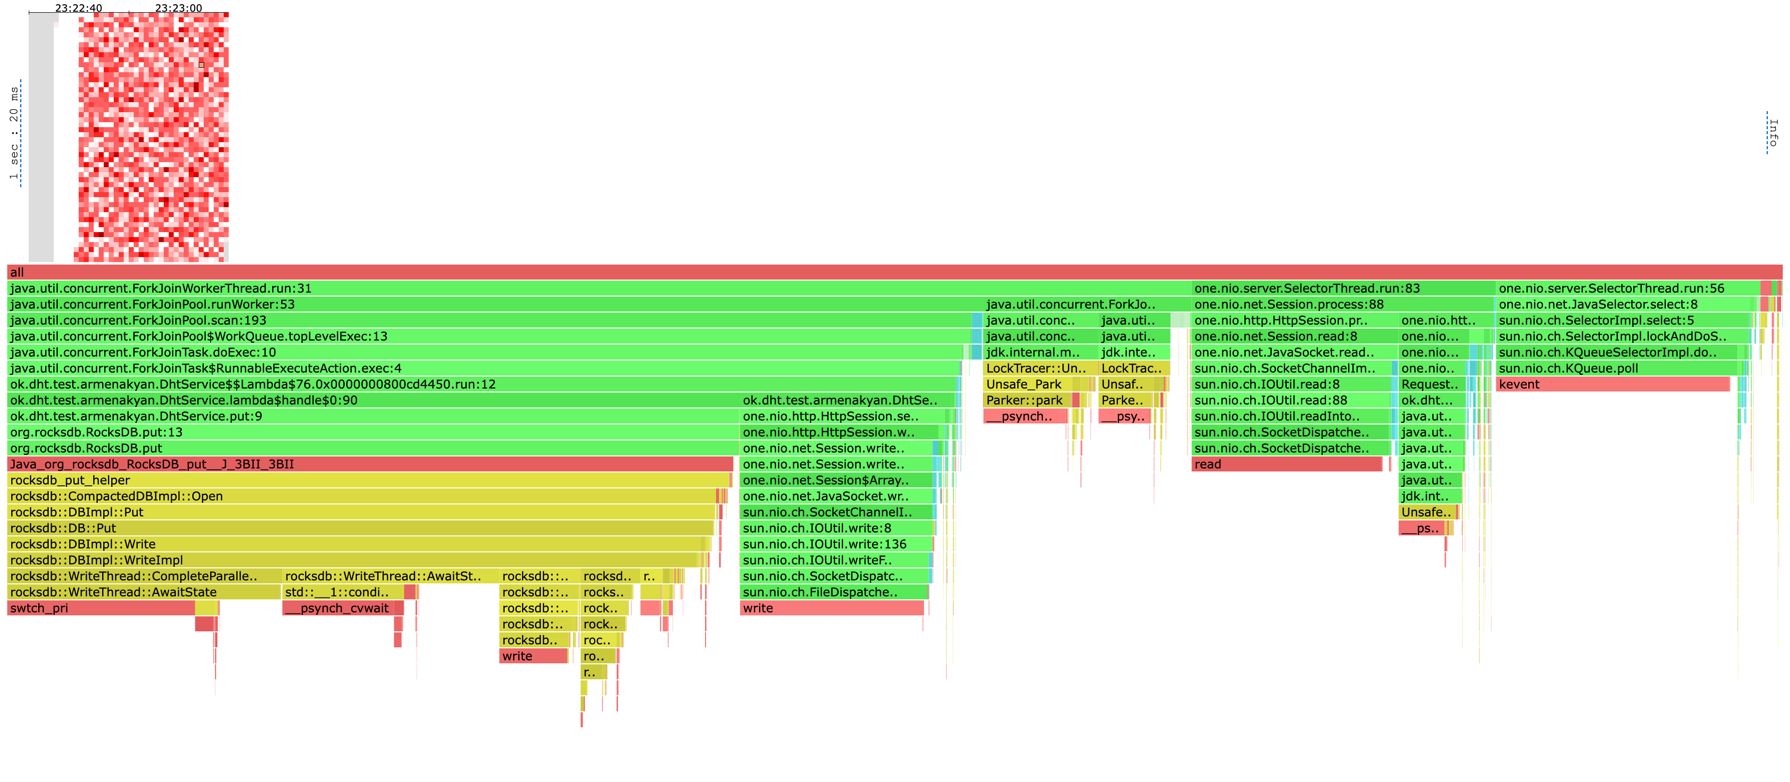 23:22:40 23:23:00
1 sec : 20 ms
Info
all
java.util.concurrent.ForkJoinWorkerThread.run:31 one.nio.server.SelectorThread.run:83 one.nio.server.SelectorThread.run:56
java.util.concurrent.ForkJoinPool.runWorker:53 java.util.concurrent.ForkJo.. one.nio.net.Session.process:88 one.nio.net.JavaSelector.select:8
java.util.concurrent.ForkJoinPool.scan:193 java.util.conc.. java.uti.. one.nio.http.HttpSession.pr.. one.nio.htt.. sun.nio.ch.SelectorImpl.select:5
java.util.concurrent.ForkJoinPool$WorkQueue.topLevelExec:13 java.util.conc.. java.uti.. one.nio.net.Session.read:8 one.nio... sun.nio.ch.SelectorImpl.lockAndDoS..
java.util.concurrent.ForkJoinTask.doExec:10 jdk.internal.m.. jdk.inte.. one.nio.net.JavaSocket.read.. one.nio... sun.nio.ch.KQueueSelectorImpl.do..
java.util.concurrent.ForkJoinTask$RunnableExecuteAction.exec:4 LockTracer::Un.. LockTrac.. sun.nio.ch.SocketChannelIm.. one.nio.. sun.nio.ch.KQueue.poll
ok.dht.test.armenakyan.DhtService$$Lambda$76.0x0000000800cd4450.run:12 Unsafe_Park Unsaf.. sun.nio.ch.IOUtil.read:8 Request.. kevent
ok.dht.test.armenakyan.DhtService.lambda$handle$0:90 ok.dht.test.armenakyan.DhtSe.. Parker::park Parke.. sun.nio.ch.IOUtil.read:88 ok.dht...
ok.dht.test.armenakyan.DhtService.put:9 one.nio.http.HttpSession.se.. __psynch.. __psy.. sun.nio.ch.IOUtil.readInto.. java.ut..
org.rocksdb.RocksDB.put:13 one.nio.http.HttpSession.w.. sun.nio.ch.SocketDispatche.. java.ut..
org.rocksdb.RocksDB.put one.nio.net.Session.write.. sun.nio.ch.SocketDispatche.. java.ut..
Java_org_rocksdb_RocksDB_put__J_3BII_3BII one.nio.net.Session.write.. read java.ut..
rocksdb_put_helper one.nio.net.Session$Array.. java.ut..
rocksdb::CompactedDBImpl::Open one.nio.net.JavaSocket.wr.. jdk.int..
rocksdb::DBImpl::Put sun.nio.ch.SocketChannelI.. Unsafe..
rocksdb::DB::Put sun.nio.ch.IOUtil.write:8 __ps..
rocksdb::DBImpl::Write sun.nio.ch.IOUtil.write:136
rocksdb::DBImpl::WriteImpl sun.nio.ch.IOUtil.writeF..
rocksdb::WriteThread::CompleteParalle.. rocksdb::WriteThread::AwaitSt.. rocksdb::.. rocksd.. r.. sun.nio.ch.SocketDispatc..
rocksdb::WriteThread::AwaitState std::__1::condi.. rocksdb::.. rocks.. sun.nio.ch.FileDispatche..
swtch_pri __psynch_cvwait rocksdb::.. rock.. write
rocksdb:.. rock..
rocksdb.. roc..
write ro..
r..